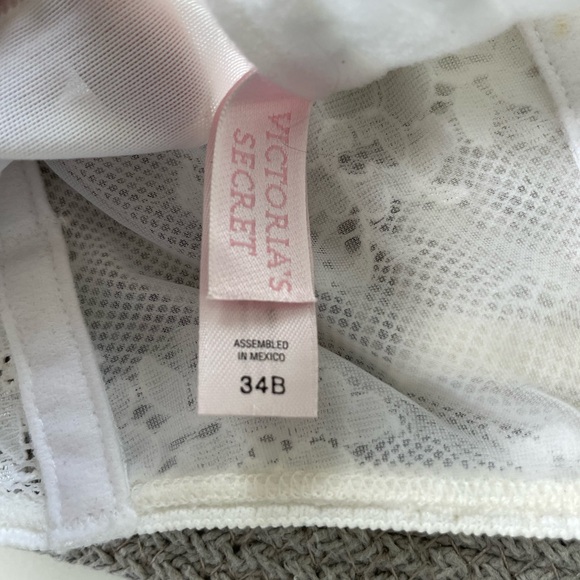 VICTORIA'S
SECRET
ASSEMBLED
IN MEXICO
34B